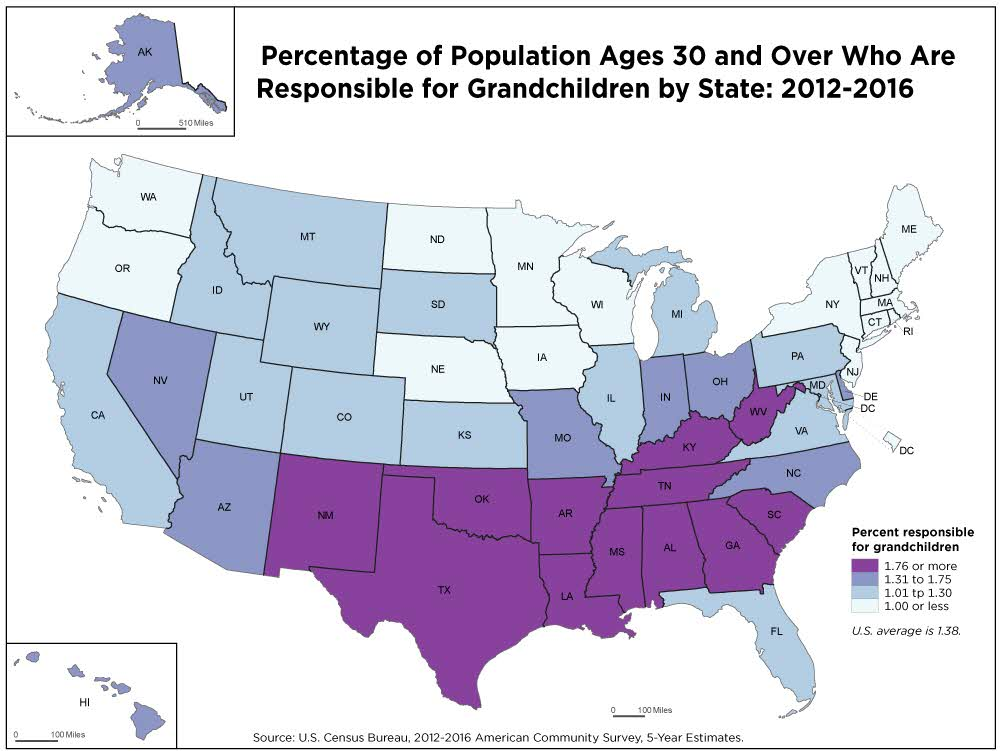 Percentage of Population Ages 30 and Over Who Are
Responsible for Grandchildren by State: 2012-2016
AK
0 510 Miles
WA
MT
ND
MN
ME
OR
ID
SD
WI
VT
NH
NY
MA
CT
RI
WY
MI
IA
PA
NJ
NE
NV
UT
CO
IL
IN
OH
MD
DE
DC
CA
KS
MO
WV
VA
DC
KY
NC
AZ
NM
OK
TN
AR
SC
MS
AL
GA
TX
LA
FL
Percent responsible
for grandchildren
1.76 or more
1.31 to 1.75
1.01 tp 1.30
1.00 or less
U.S. average is 1.38.
HI
0 100 Miles
0 100 Miles
Source: U.S. Census Bureau, 2012-2016 American Community Survey, 5-Year Estimates.